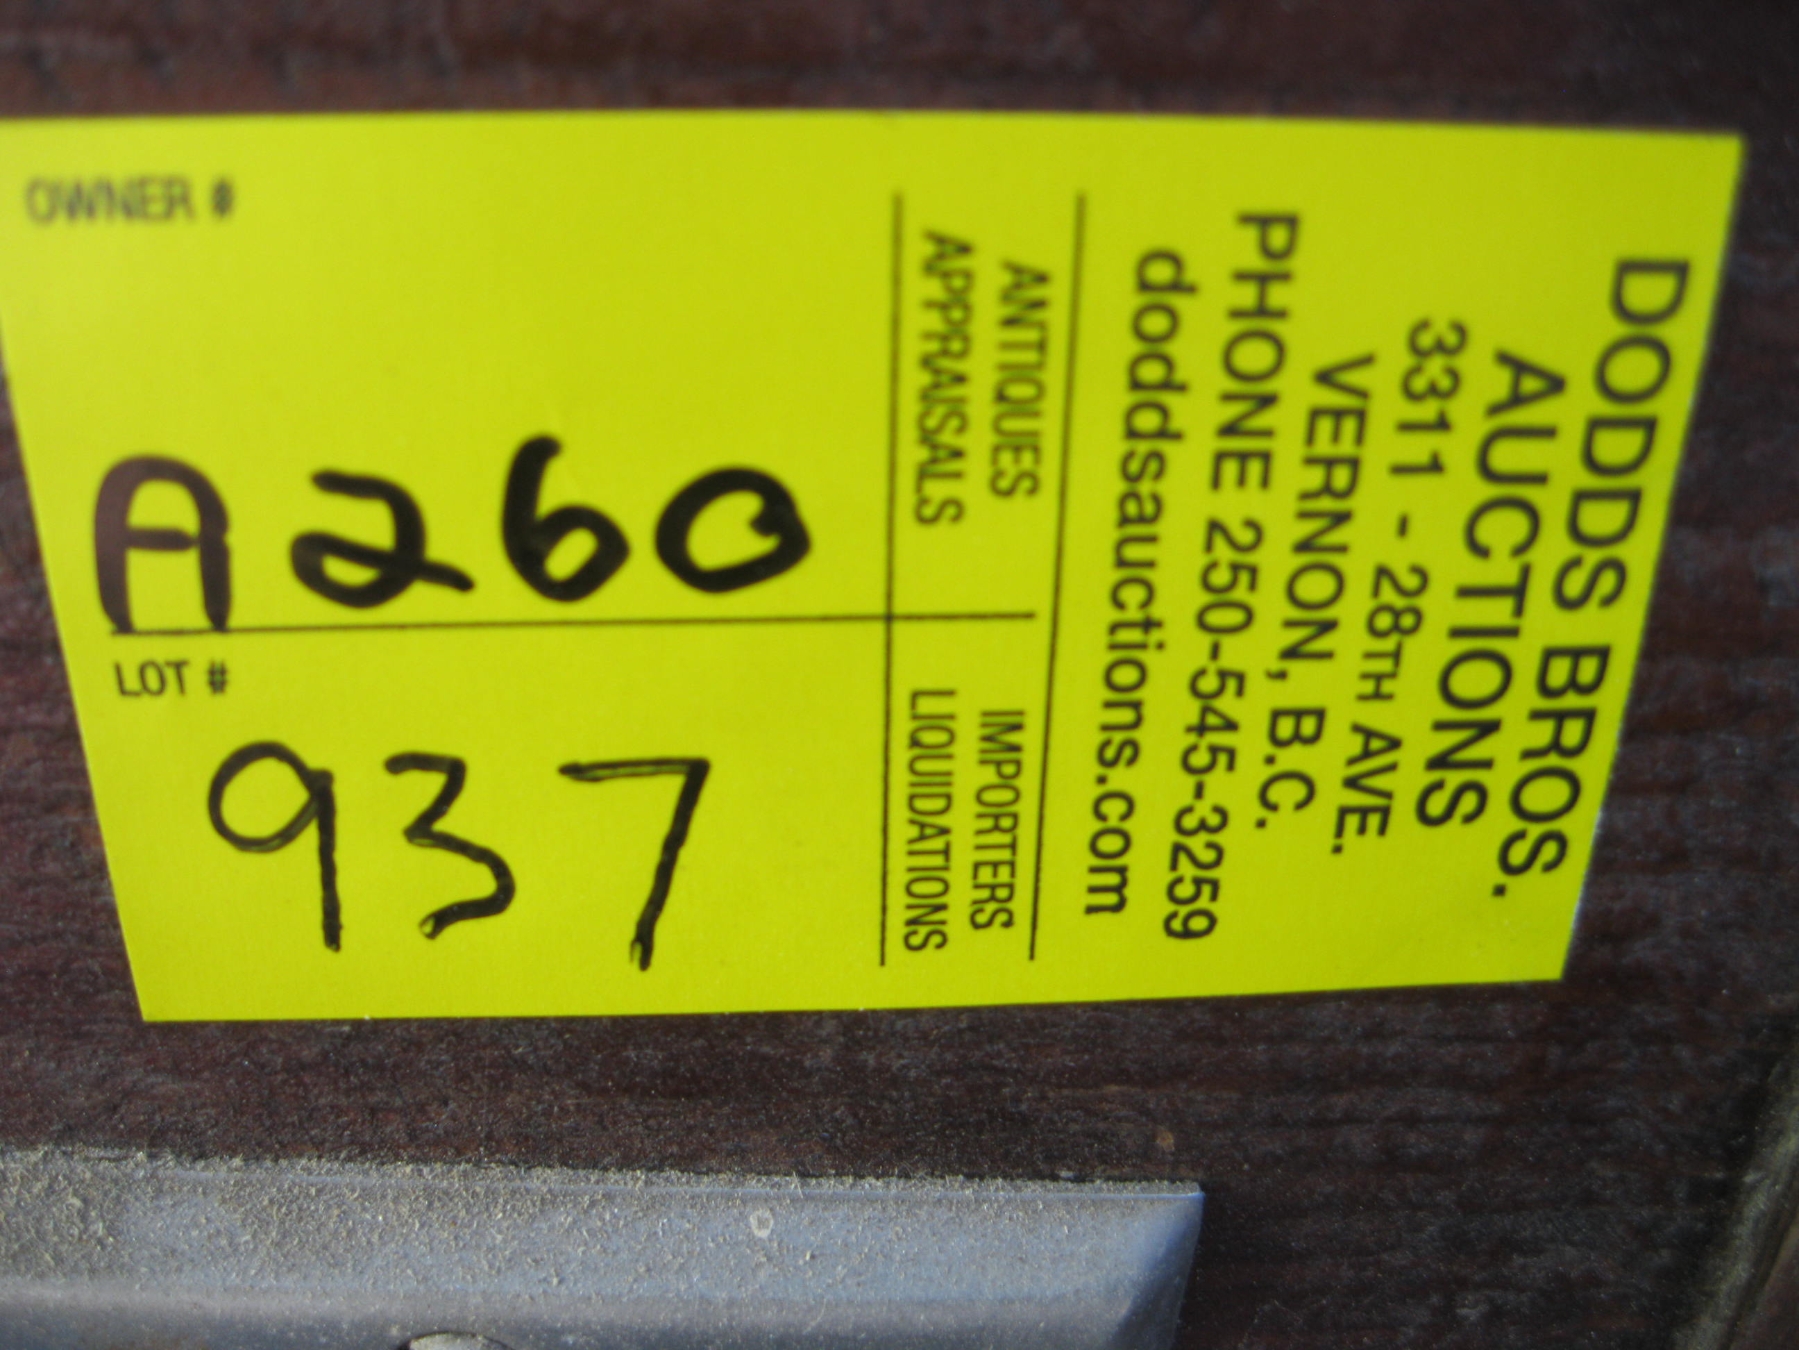 DODDS BROS.
AUCTIONS
3311 - 28TH AVE.
VERNON, B.C.
PHONE 250-545-3259
doddsauctions.com
ANTIQUES
APPRAISALS
IMPORTERS
LIQUIDATIONS
OWNER #
A260
LOT #
937